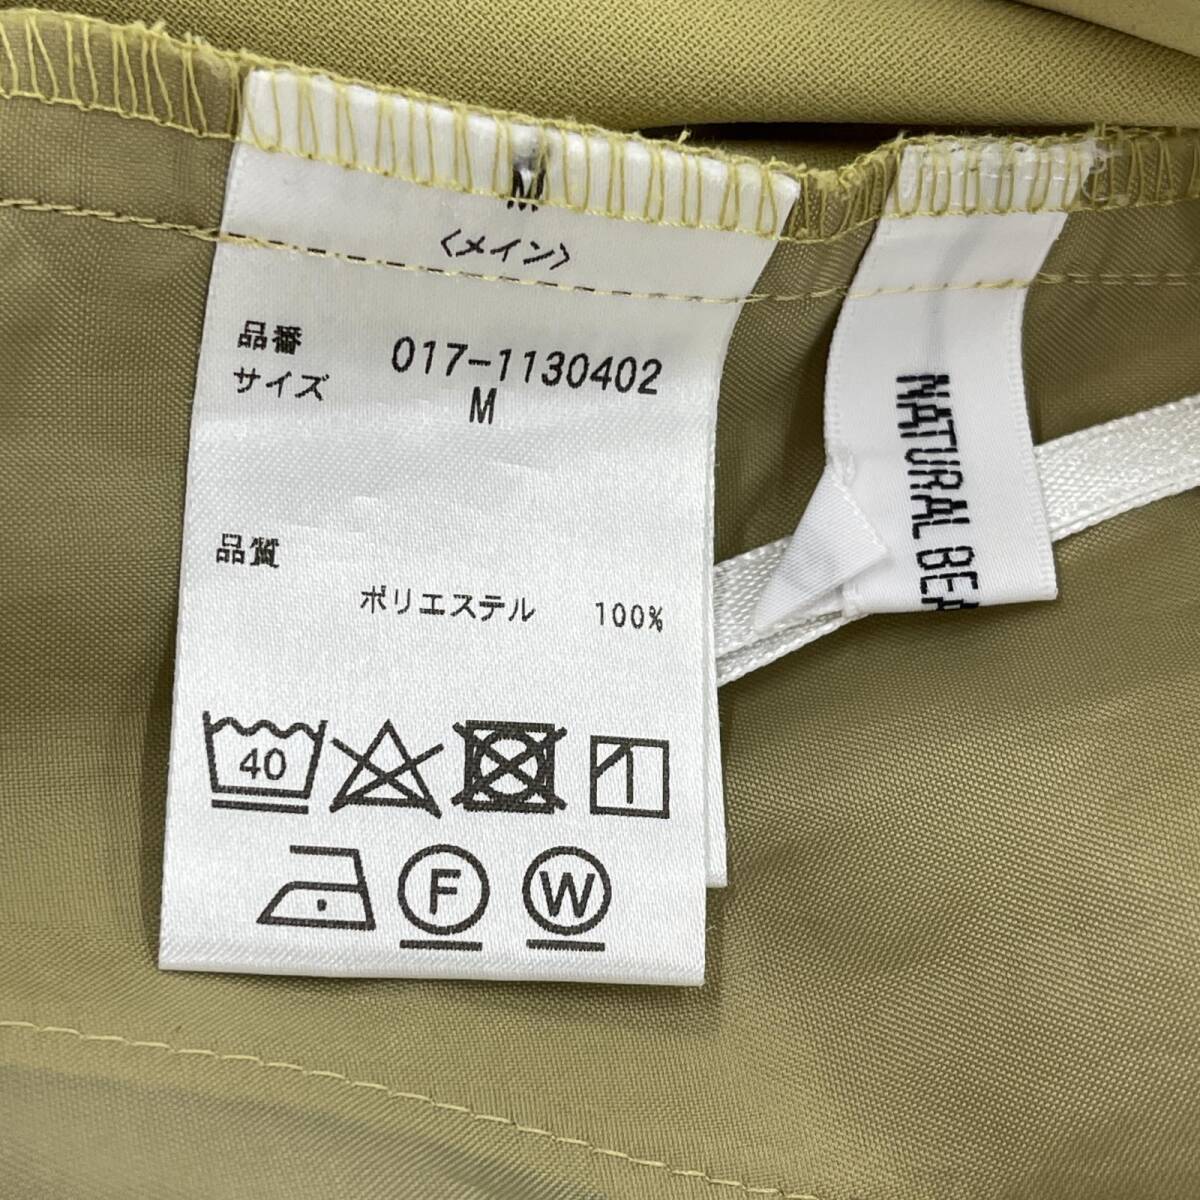 M
〈メイン〉
品番 017-1130402
サイズ M
品質
ポリエステル 100%
40
F W
NATURAL